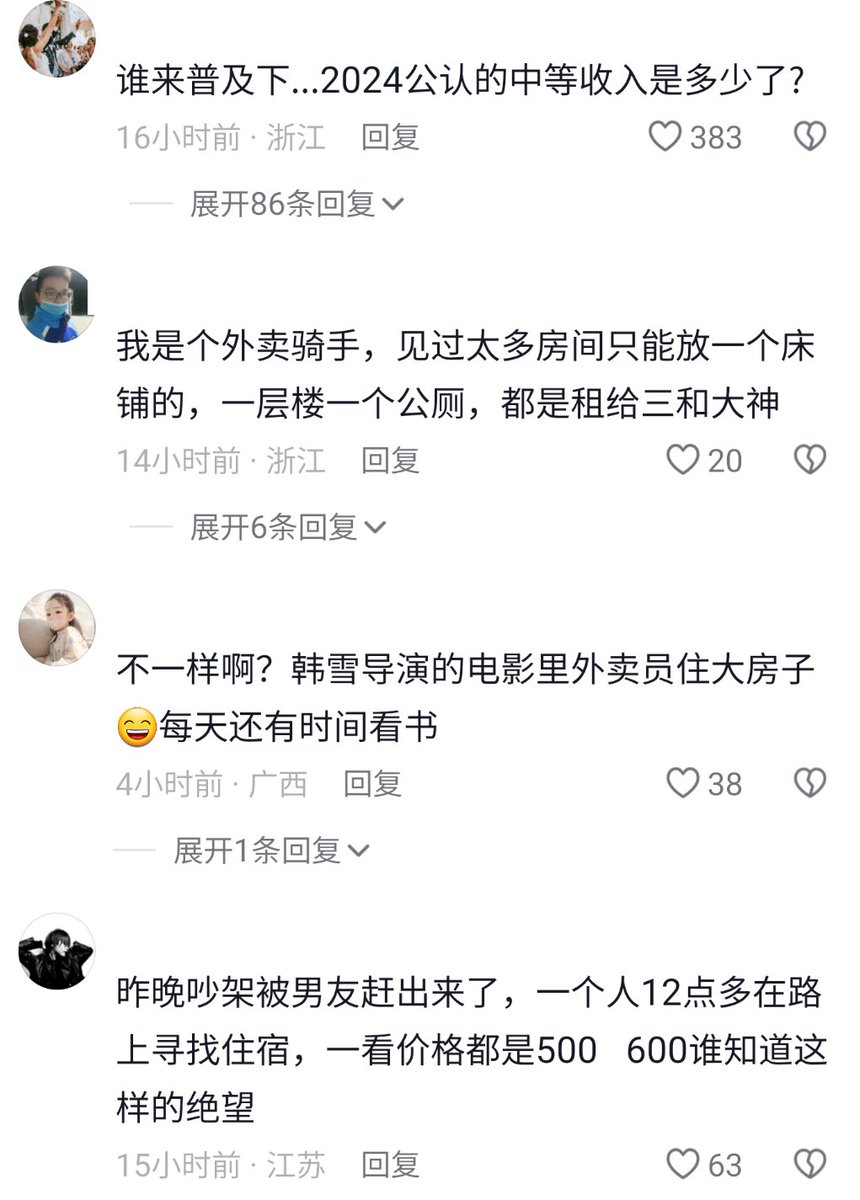 谁来普及下...2024公认的中等收入是多少了?
16小时前 · 浙江 回复 383
展开86条回复
我是个外卖骑手，见过太多房间只能放一个床
铺的，一层楼一个公厕，都是租给三和大神
14小时前 · 浙江 回复 20
展开6条回复
不一样啊？韩雪导演的电影里外卖员住大房子
😄每天还有时间看书
4小时前 · 广西 回复 38
展开1条回复
昨晚吵架被男友赶出来了，一个人12点多在路
上寻找住宿，一看价格都是500 600谁知道这
样的绝望
15小时前 · 江苏 回复 63